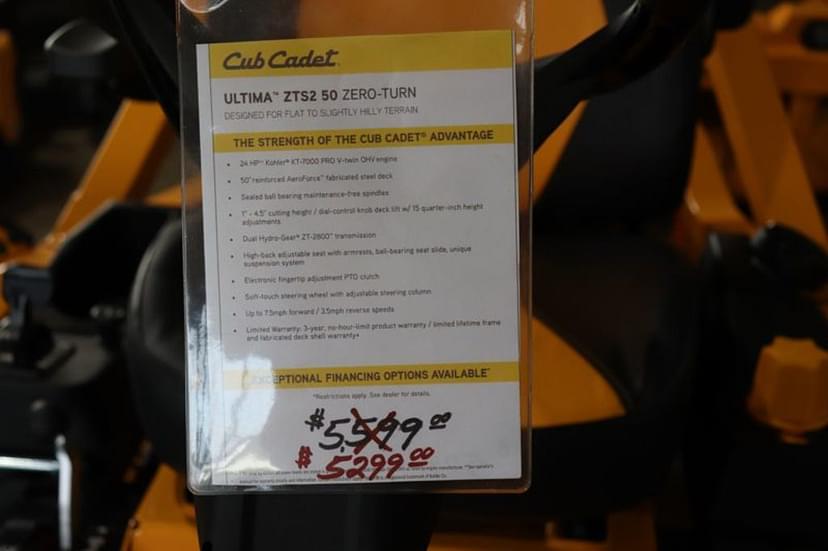 Cub Cadet
ULTIMA™ ZTS2 50 ZERO-TURN
DESIGNED FOR FLAT TO SLIGHTLY HILLY TERRAIN
THE STRENGTH OF THE CUB CADET® ADVANTAGE
• 24 HP** Kohler® KT-7000 PRO V-twin OHV engine
• 50" reinforced AeroForce™ fabricated steel deck
• Sealed ball bearing maintenance-free spindles
• 1" - 4.5" cutting height / dial-control knob deck lift w/ 15 quarter-inch height
adjustments
• Dual Hydro-Gear® ZT-2800™ transmission
• High-back adjustable seat with armrests, ball-bearing seat slide, unique
suspension system
• Electronic fingertip adjustment PTO clutch
• Soft-touch steering wheel with adjustable steering column
• Up to 7.5mph forward / 3.5mph reverse speeds
• Limited Warranty: 3-year, no-hour-limit product warranty / limited lifetime frame
and fabricated deck shell warranty+
EXCEPTIONAL FINANCING OPTIONS AVAILABLE*
*Restrictions apply. See dealer for details.
$5,599 00
$5299 00